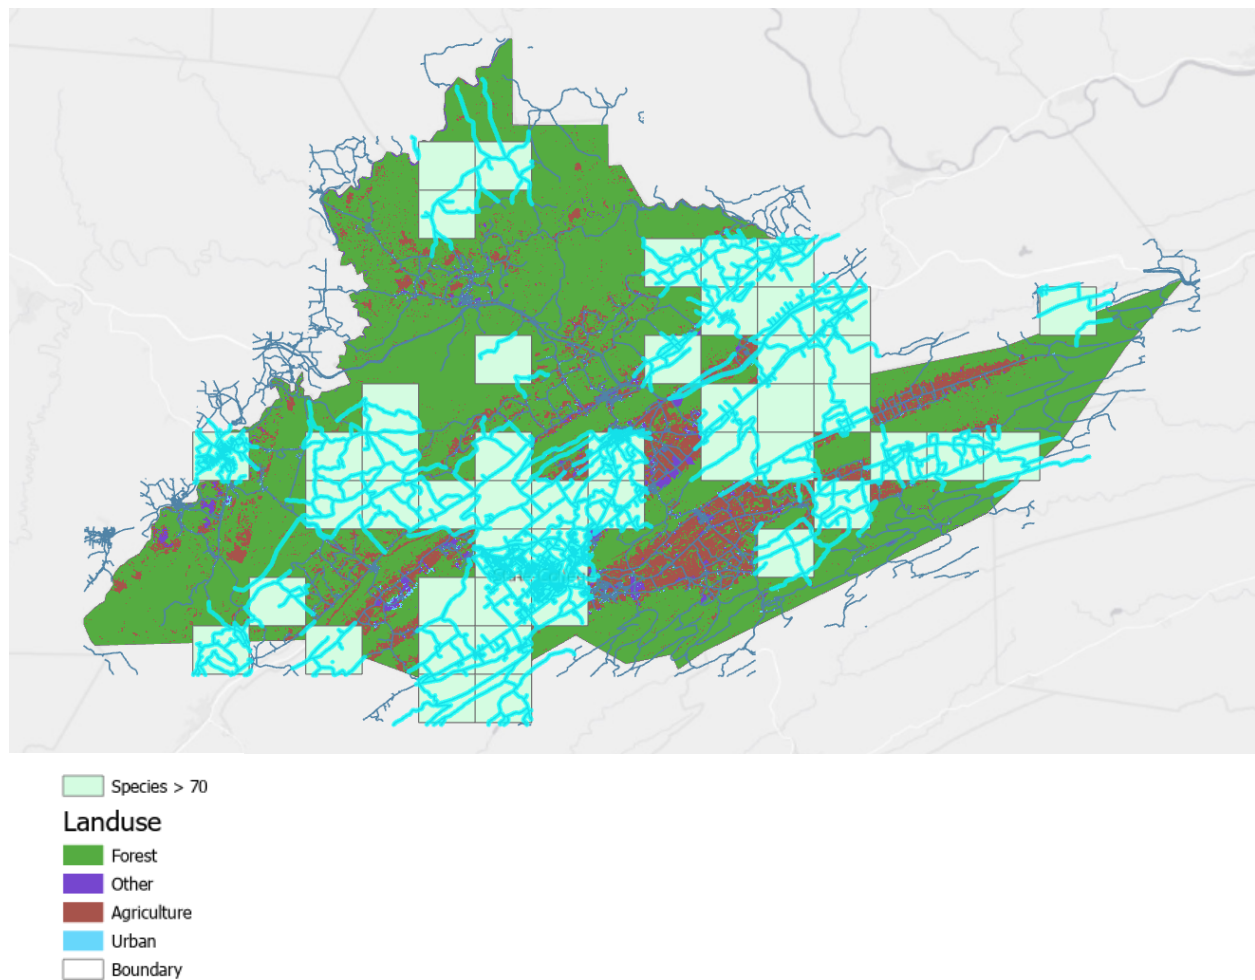 Species > 70
Landuse
Forest
Other
Agriculture
Urban
Boundary